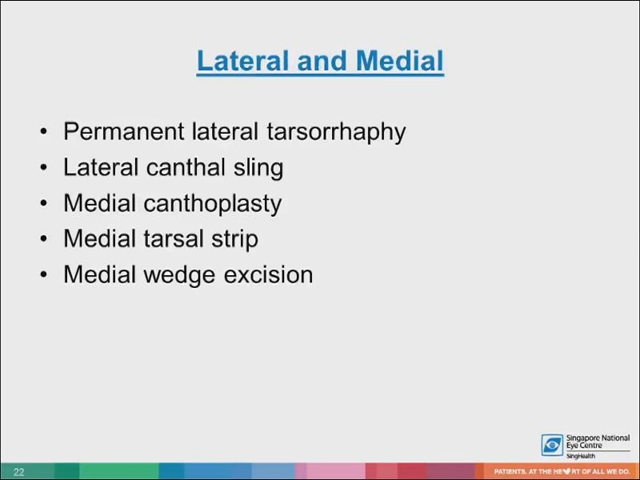 22
Lateral and Medial
• Permanent lateral tarsorrhaphy
• Lateral canthal sling
• Medial canthoplasty
• Medial tarsal strip
• Medial wedge excision
Singapore National
Eye Centre
SingHealth
22
PATIENTS. AT THE HE♥RT OF ALL WE DO.